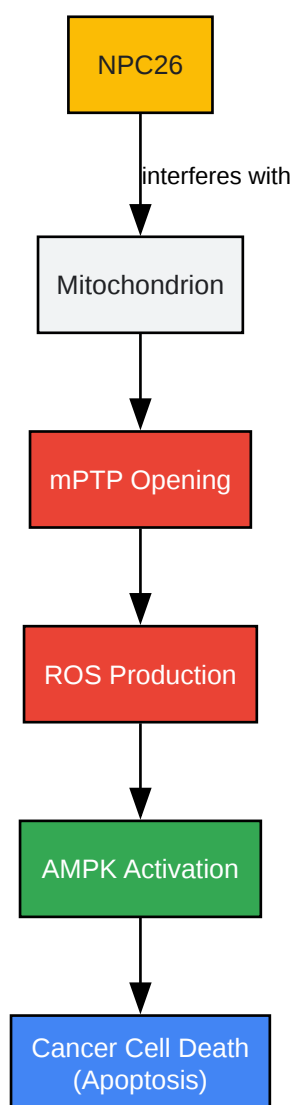 NPC26
interferes with
Mitochondrion
mPTP Opening
ROS Production
AMPK Activation
Cancer Cell Death
(Apoptosis)